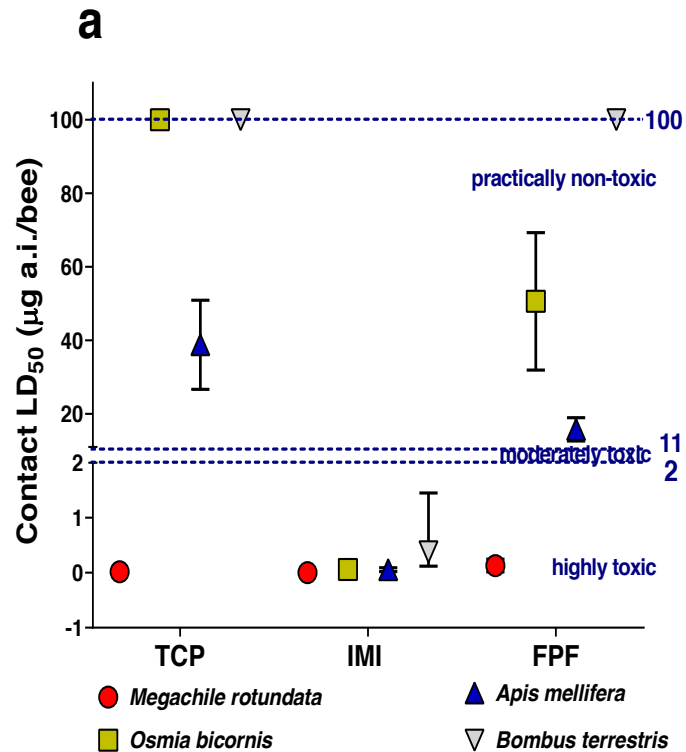 a
Contact LD50 (μg a.i./bee)
100
80
60
40
20
2
1
0
-1
100
practically non-toxic
11
moderately toxic
2
highly toxic
TCP IMI FPF
Megachile rotundata Apis mellifera
Osmia bicornis Bombus terrestris